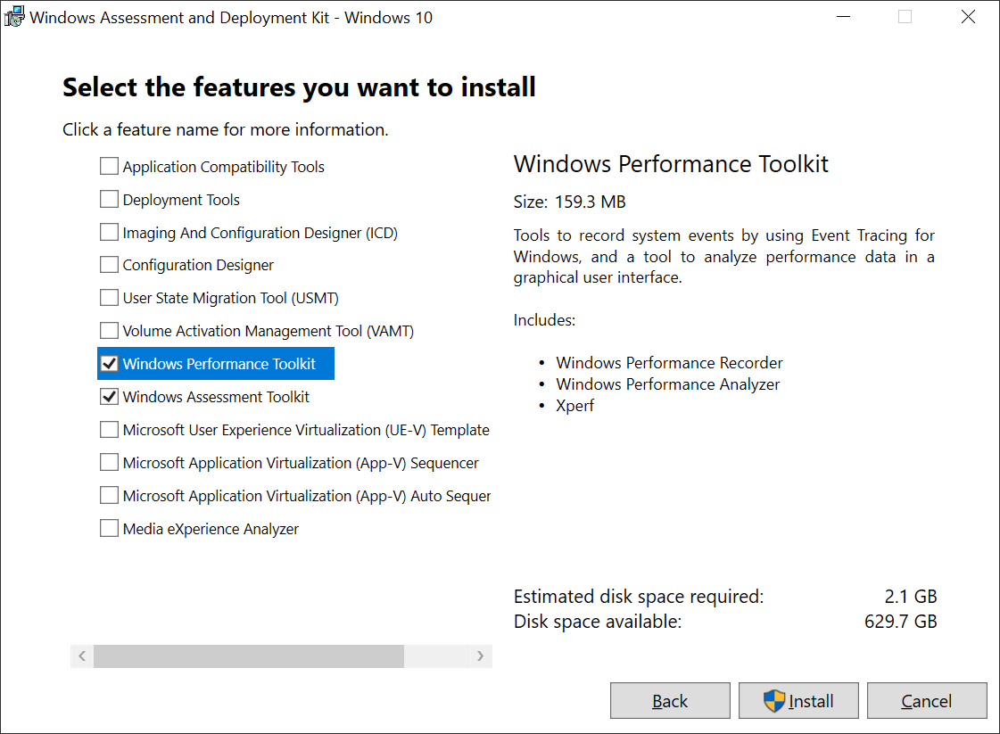 Windows Assessment and Deployment Kit - Windows 10
Select the features you want to install
Click a feature name for more information.
Application Compatibility Tools
Deployment Tools
Imaging And Configuration Designer (ICD)
Configuration Designer
User State Migration Tool (USMT)
Volume Activation Management Tool (VAMT)
Windows Performance Toolkit
Windows Assessment Toolkit
Microsoft User Experience Virtualization (UE-V) Template
Microsoft Application Virtualization (App-V) Sequencer
Microsoft Application Virtualization (App-V) Auto Sequer
Media eXperience Analyzer
Windows Performance Toolkit
Size: 159.3 MB
Tools to record system events by using Event Tracing for
Windows, and a tool to analyze performance data in a
graphical user interface.
Includes:
• Windows Performance Recorder
• Windows Performance Analyzer
• Xperf
Estimated disk space required: 2.1 GB
Disk space available: 629.7 GB
Back
Install
Cancel